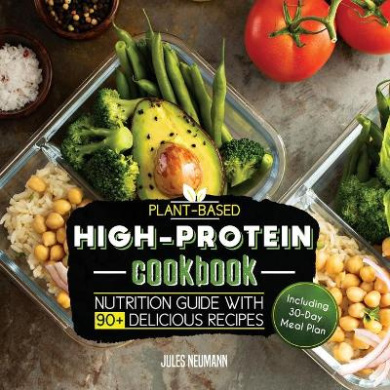 PLANT-BASED
HIGH-PROTEIN
COOKBOOK
NUTRITION GUIDE WITH
90+ DELICIOUS RECIPES
Including
30-Day
Meal Plan
JULES NEUMANN